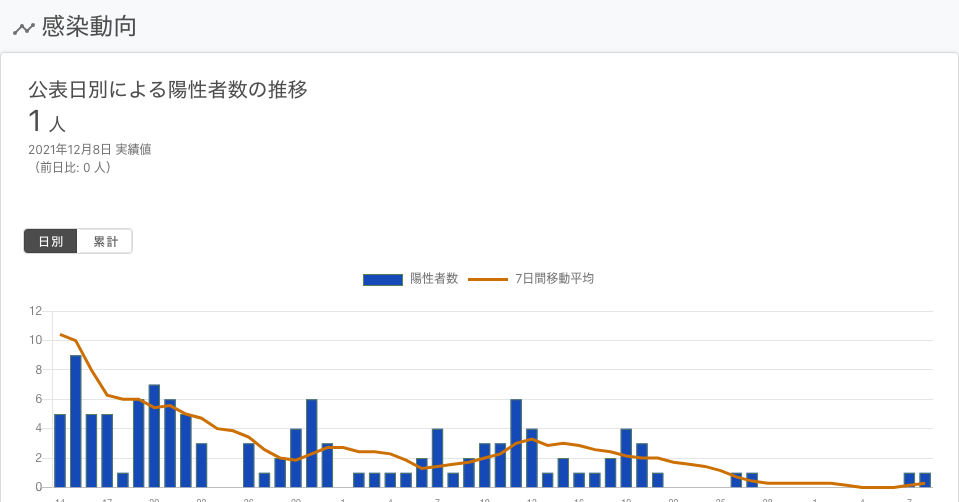 感染動向
公表日別による陽性者数の推移
1 人
2021年12月8日 実績値
（前日比: 0 人）
日別 累計
陽性者数 7日間移動平均
12
10
8
6
4
2
0